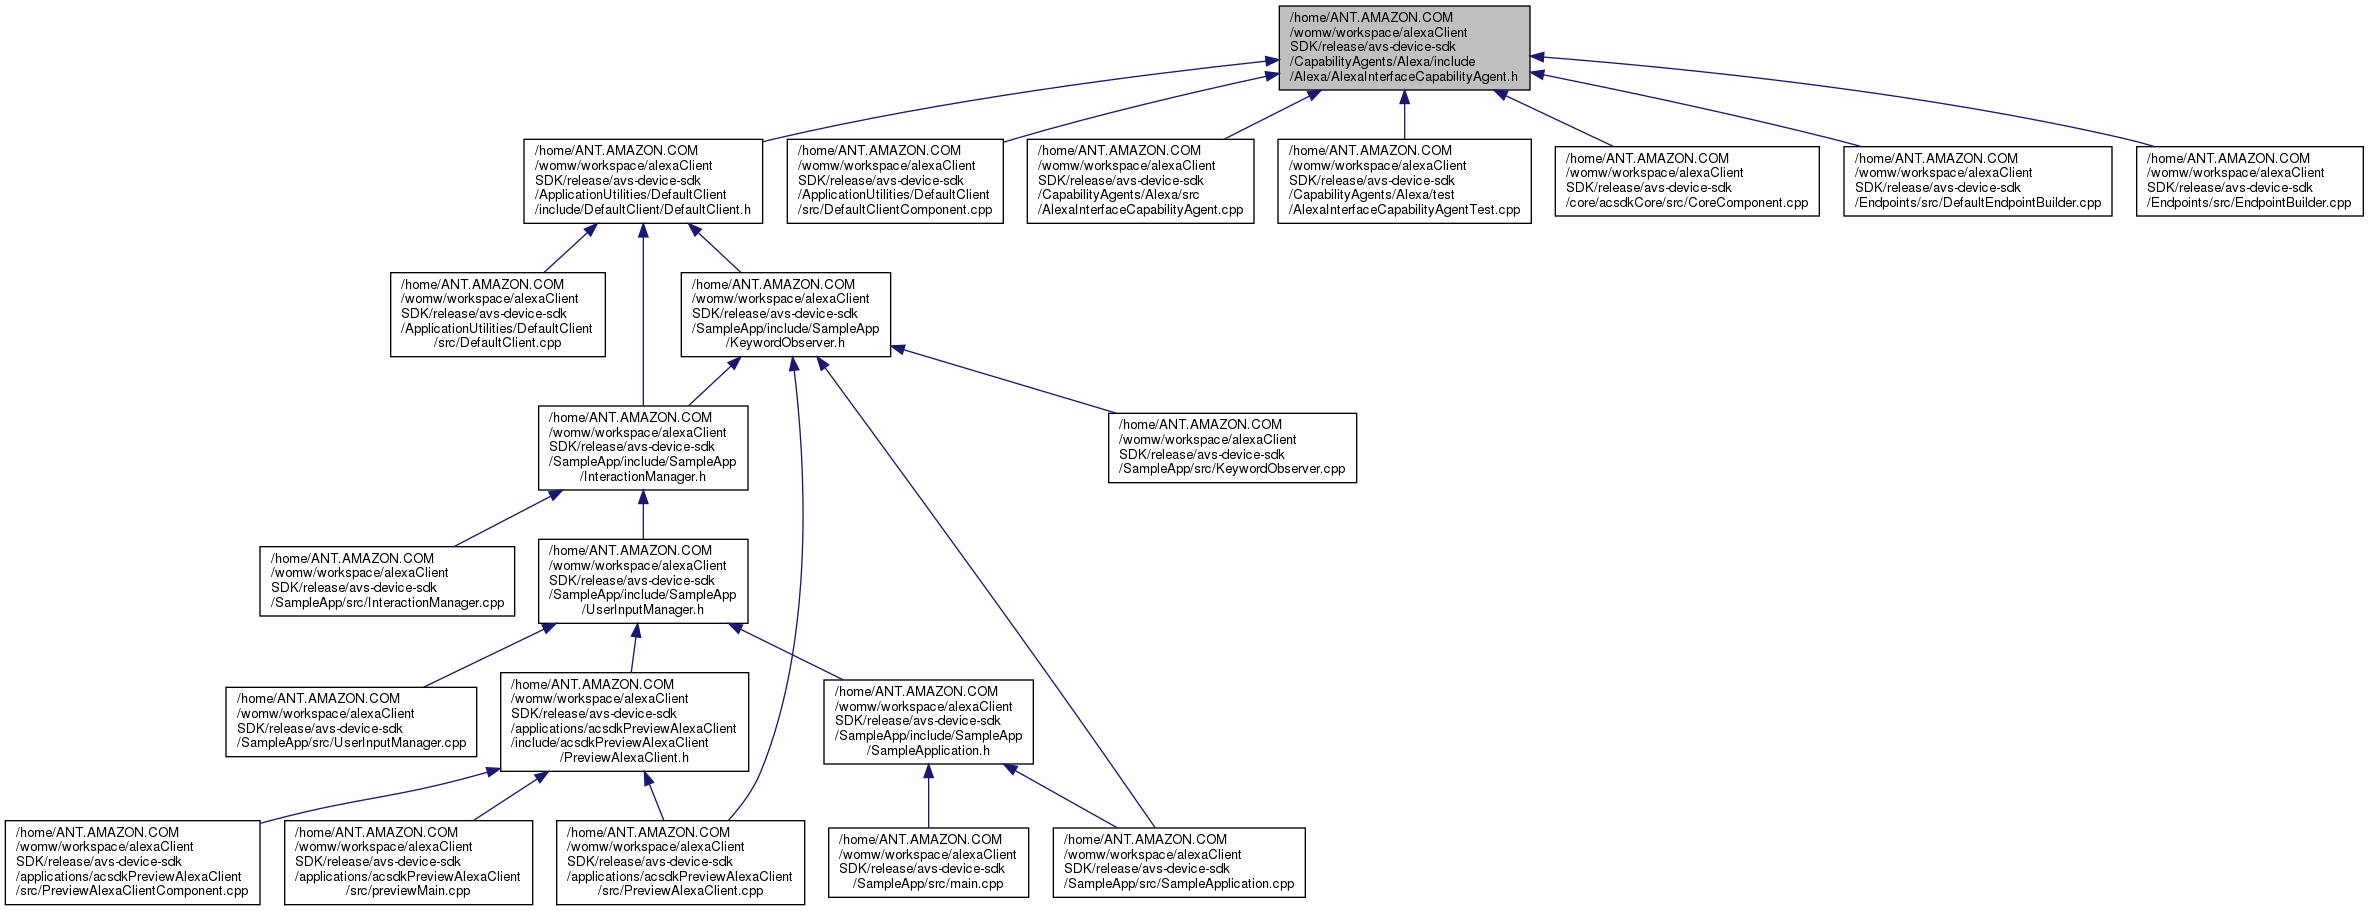 /home/ANT.AMAZON.COM
/womw/workspace/alexaClient
SDK/release/avs-device-sdk
/CapabilityAgents/Alexa/include
/Alexa/AlexaInterfaceCapabilityAgent.h
/home/ANT.AMAZON.COM
/womw/workspace/alexaClient
SDK/release/avs-device-sdk
/ApplicationUtilities/DefaultClient
/include/DefaultClient/DefaultClient.h
/home/ANT.AMAZON.COM
/womw/workspace/alexaClient
SDK/release/avs-device-sdk
/ApplicationUtilities/DefaultClient
/src/DefaultClientComponent.cpp
/home/ANT.AMAZON.COM
/womw/workspace/alexaClient
SDK/release/avs-device-sdk
/CapabilityAgents/Alexa/src
/AlexaInterfaceCapabilityAgent.cpp
/home/ANT.AMAZON.COM
/womw/workspace/alexaClient
SDK/release/avs-device-sdk
/CapabilityAgents/Alexa/test
/AlexaInterfaceCapabilityAgentTest.cpp
/home/ANT.AMAZON.COM
/womw/workspace/alexaClient
SDK/release/avs-device-sdk
/core/acsdkCore/src/CoreComponent.cpp
/home/ANT.AMAZON.COM
/womw/workspace/alexaClient
SDK/release/avs-device-sdk
/Endpoints/src/DefaultEndpointBuilder.cpp
/home/ANT.AMAZON.COM
/womw/workspace/alexaClient
SDK/release/avs-device-sdk
/Endpoints/src/EndpointBuilder.cpp
/home/ANT.AMAZON.COM
/womw/workspace/alexaClient
SDK/release/avs-device-sdk
/ApplicationUtilities/DefaultClient
/src/DefaultClient.cpp
/home/ANT.AMAZON.COM
/womw/workspace/alexaClient
SDK/release/avs-device-sdk
/SampleApp/include/SampleApp
/KeywordObserver.h
/home/ANT.AMAZON.COM
/womw/workspace/alexaClient
SDK/release/avs-device-sdk
/SampleApp/include/SampleApp
/InteractionManager.h
/home/ANT.AMAZON.COM
/womw/workspace/alexaClient
SDK/release/avs-device-sdk
/SampleApp/src/KeywordObserver.cpp
/home/ANT.AMAZON.COM
/womw/workspace/alexaClient
SDK/release/avs-device-sdk
/SampleApp/src/InteractionManager.cpp
/home/ANT.AMAZON.COM
/womw/workspace/alexaClient
SDK/release/avs-device-sdk
/SampleApp/include/SampleApp
/UserInputManager.h
/home/ANT.AMAZON.COM
/womw/workspace/alexaClient
SDK/release/avs-device-sdk
/SampleApp/src/UserInputManager.cpp
/home/ANT.AMAZON.COM
/womw/workspace/alexaClient
SDK/release/avs-device-sdk
/applications/acsdkPreviewAlexaClient
/include/acsdkPreviewAlexaClient
/PreviewAlexaClient.h
/home/ANT.AMAZON.COM
/womw/workspace/alexaClient
SDK/release/avs-device-sdk
/SampleApp/include/SampleApp
/SampleApplication.h
/home/ANT.AMAZON.COM
/womw/workspace/alexaClient
SDK/release/avs-device-sdk
/applications/acsdkPreviewAlexaClient
/src/PreviewAlexaClientComponent.cpp
/home/ANT.AMAZON.COM
/womw/workspace/alexaClient
SDK/release/avs-device-sdk
/applications/acsdkPreviewAlexaClient
/src/previewMain.cpp
/home/ANT.AMAZON.COM
/womw/workspace/alexaClient
SDK/release/avs-device-sdk
/applications/acsdkPreviewAlexaClient
/src/PreviewAlexaClient.cpp
/home/ANT.AMAZON.COM
/womw/workspace/alexaClient
SDK/release/avs-device-sdk
/SampleApp/src/main.cpp
/home/ANT.AMAZON.COM
/womw/workspace/alexaClient
SDK/release/avs-device-sdk
/SampleApp/src/SampleApplication.cpp